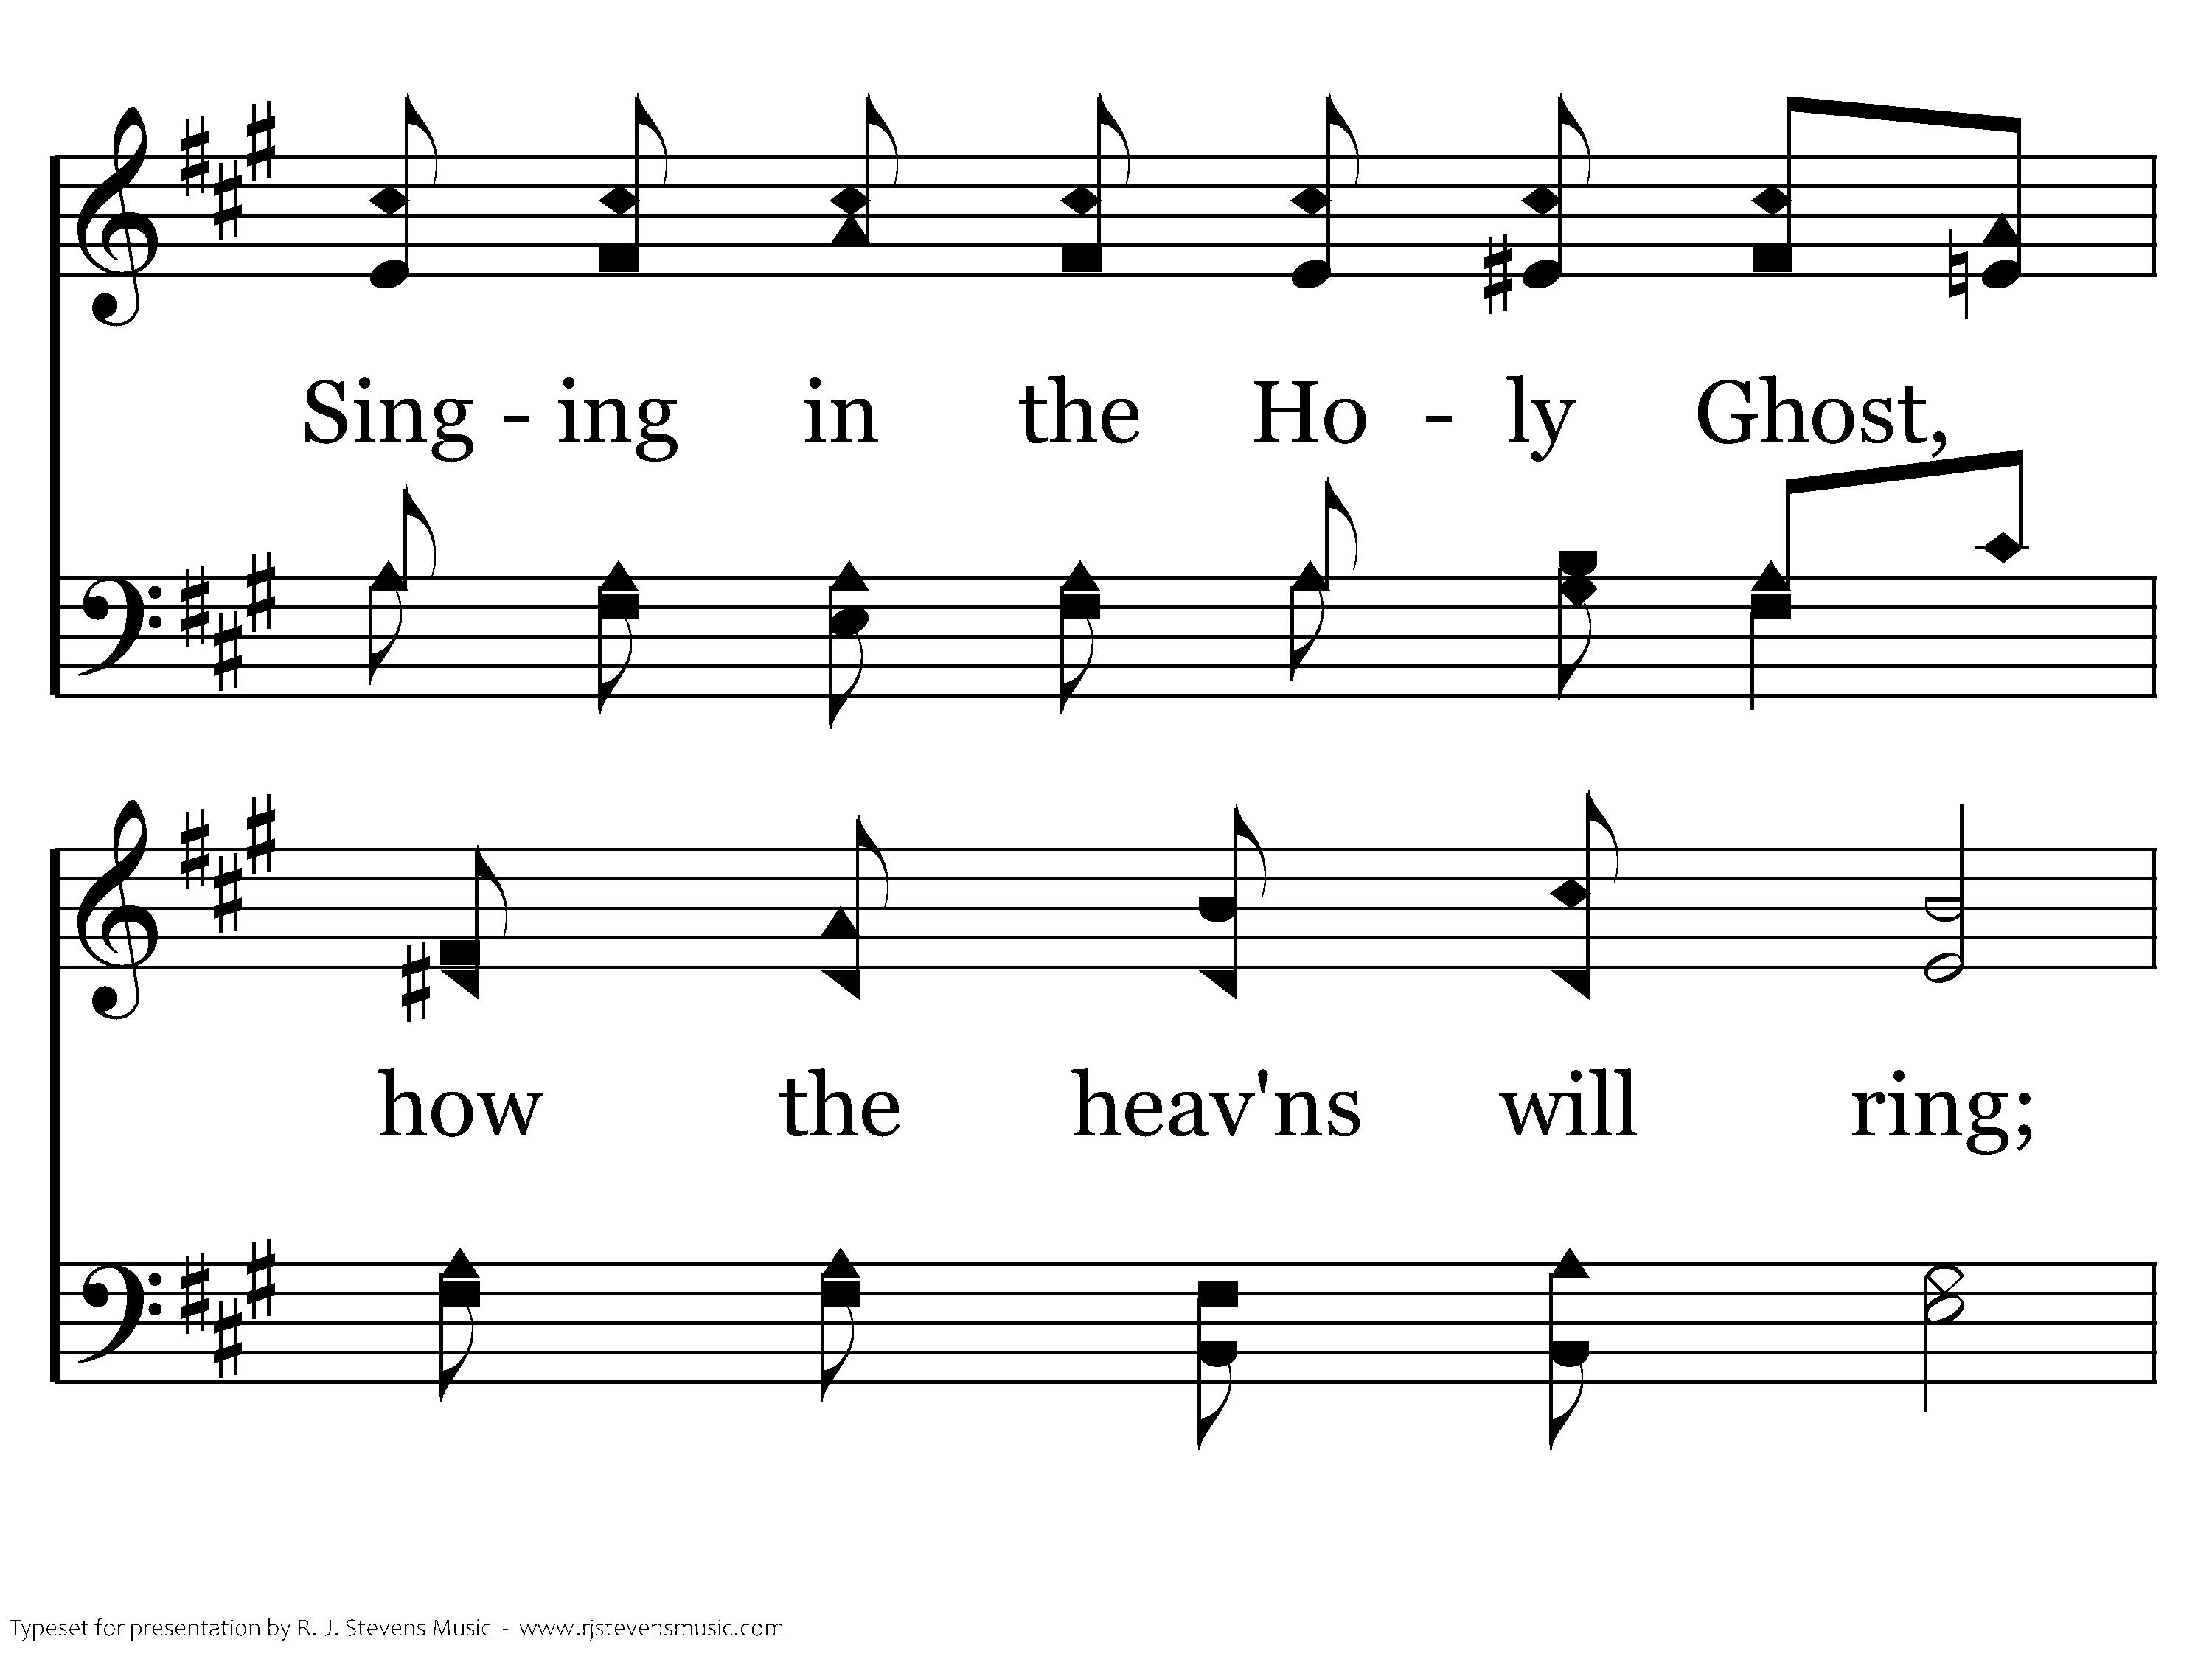 Sing - ing in the Ho - ly Ghost,
how the heav'ns will ring;
Typeset for presentation by R. J. Stevens Music - www.rjstevensmusic.com